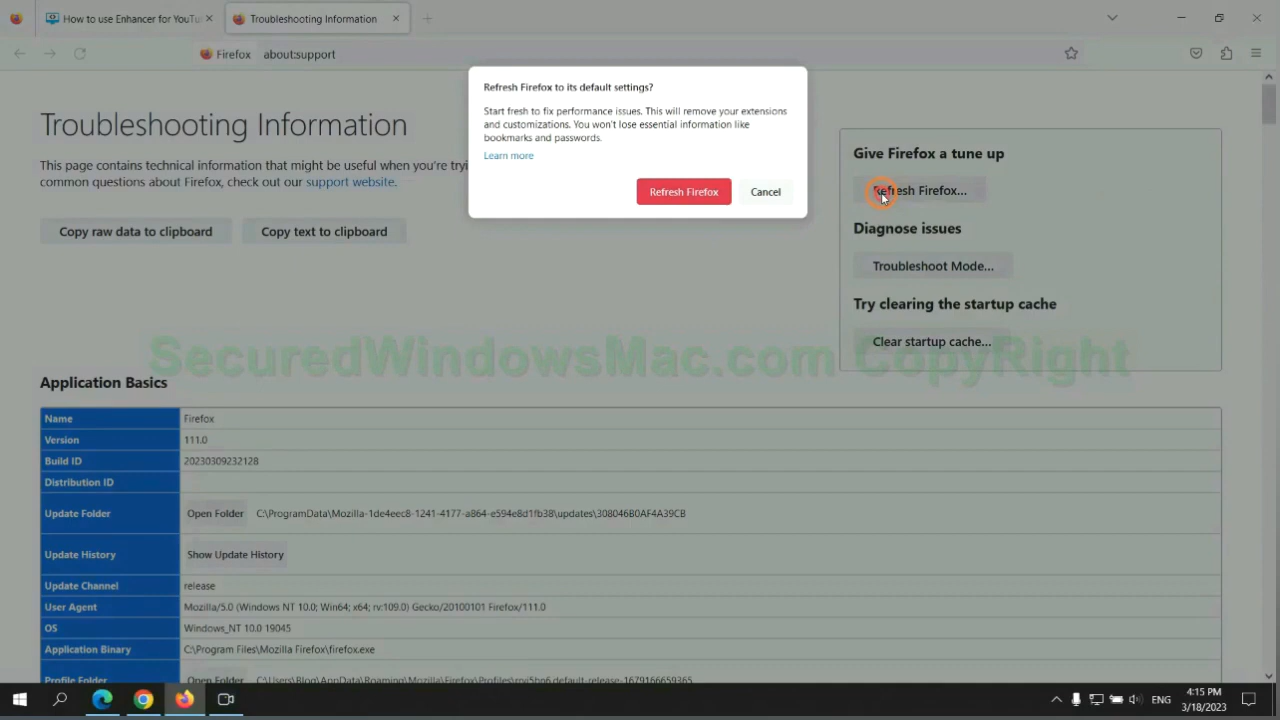 How to use Enhancer for YouTu
Troubleshooting Information
Firefox about:support
Refresh Firefox to its default settings?
Start fresh to fix performance issues. This will remove your extensions
and customizations. You won't lose essential information like
bookmarks and passwords.
Learn more
Refresh Firefox Cancel
Troubleshooting Information
This page contains technical information that might be useful when you're tryi
common questions about Firefox, check out our support website.
Copy raw data to clipboard Copy text to clipboard
Give Firefox a tune up
Refresh Firefox...
Diagnose issues
Troubleshoot Mode...
Try clearing the startup cache
Clear startup cache...
SecuredWindowsMac.com CopyRight
Application Basics
Name Firefox
Version 111.0
Build ID 20230309232128
Distribution ID
Update Folder Open Folder C:\ProgramData\Mozilla-1de4eec8-1241-4177-a864-e594e8d1fb38\updates\308046B0AF4A39CB
Update History Show Update History
Update Channel release
User Agent Mozilla/5.0 (Windows NT 10.0; Win64; x64; rv:109.0) Gecko/20100101 Firefox/111.0
OS Windows_NT 10.0 19045
Application Binary C:\Program Files\Mozilla Firefox\firefox.exe
Profile Folder Open Folder
ENG
4:15 PM
3/18/2023